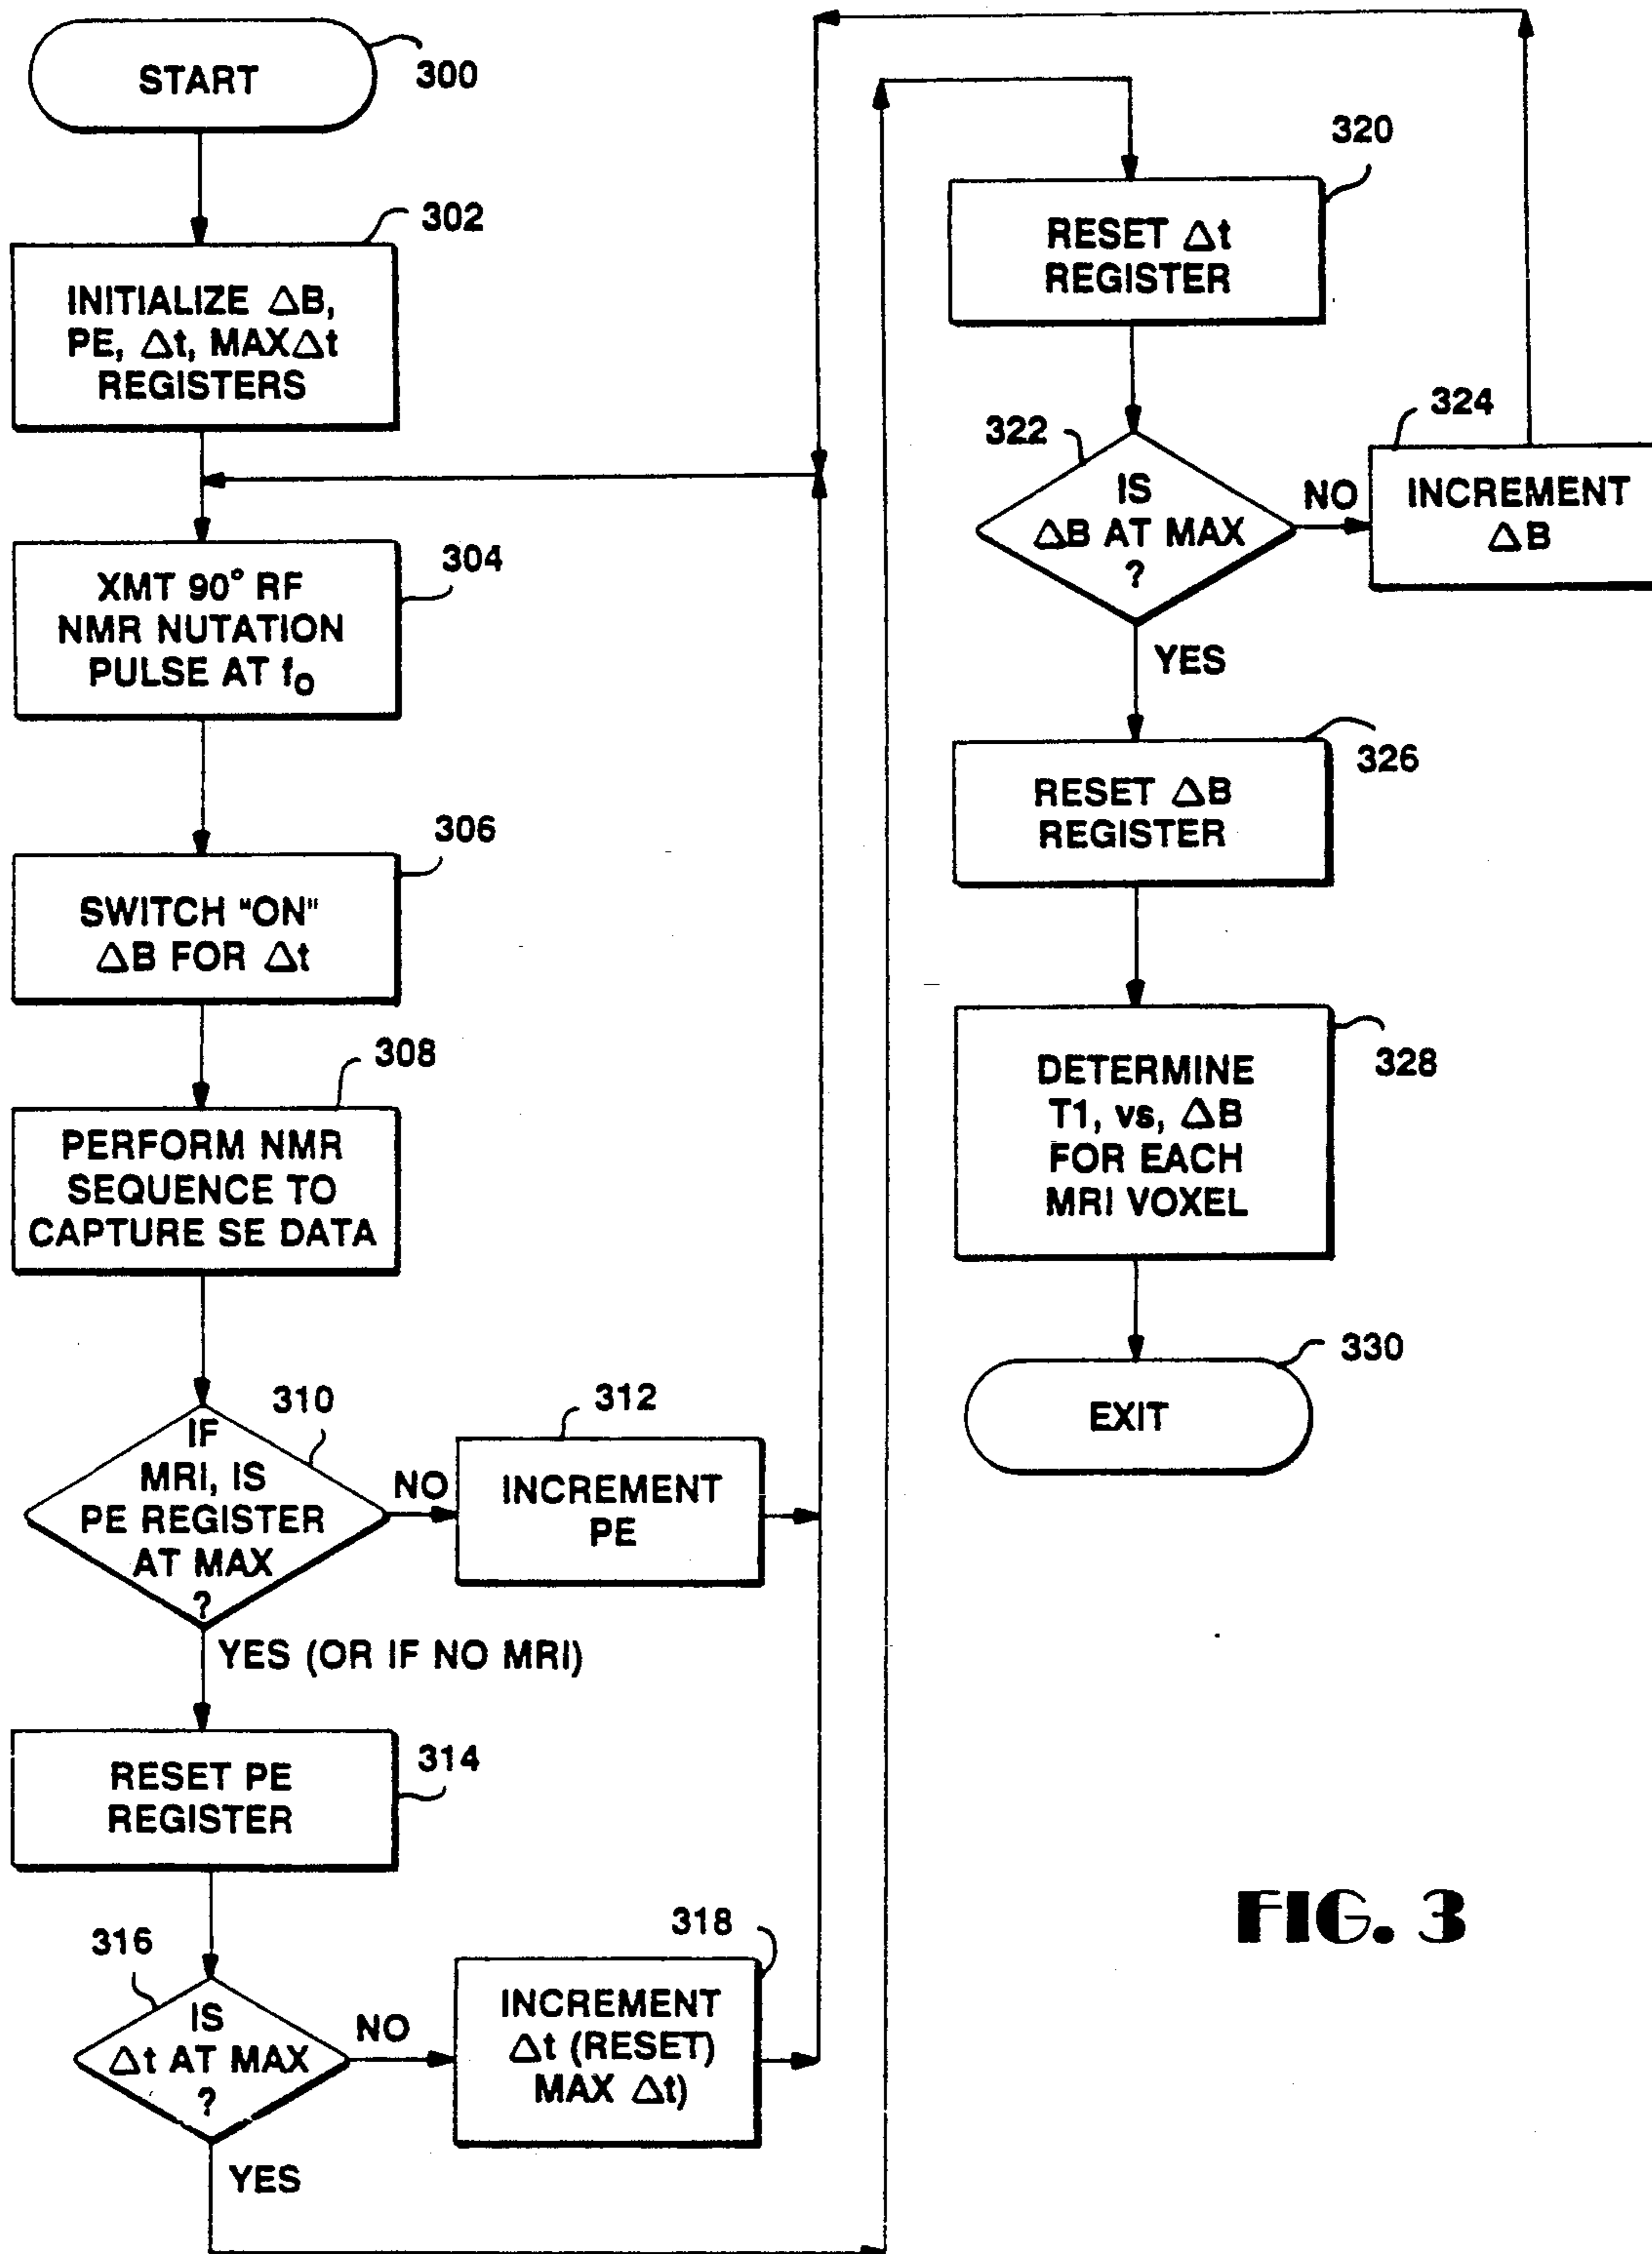 START
300
302
INITIALIZE ΔB,
PE, Δt, MAXΔt
REGISTERS
304
XMT 90° RF
NMR NUTATION
PULSE AT fo
306
SWITCH "ON"
ΔB FOR Δt
308
PERFORM NMR
SEQUENCE TO
CAPTURE SE DATA
310
IF
MRI, IS
PE REGISTER
AT MAX
?
NO
312
INCREMENT
PE
YES (OR IF NO MRI)
314
RESET PE
REGISTER
316
IS
Δt AT MAX
?
NO
318
INCREMENT
Δt (RESET)
MAX Δt)
YES
320
RESET Δt
REGISTER
322
IS
ΔB AT MAX
?
NO
324
INCREMENT
ΔB
YES
326
RESET ΔB
REGISTER
328
DETERMINE
T1, vs, ΔB
FOR EACH
MRI VOXEL
330
EXIT
FIG. 3